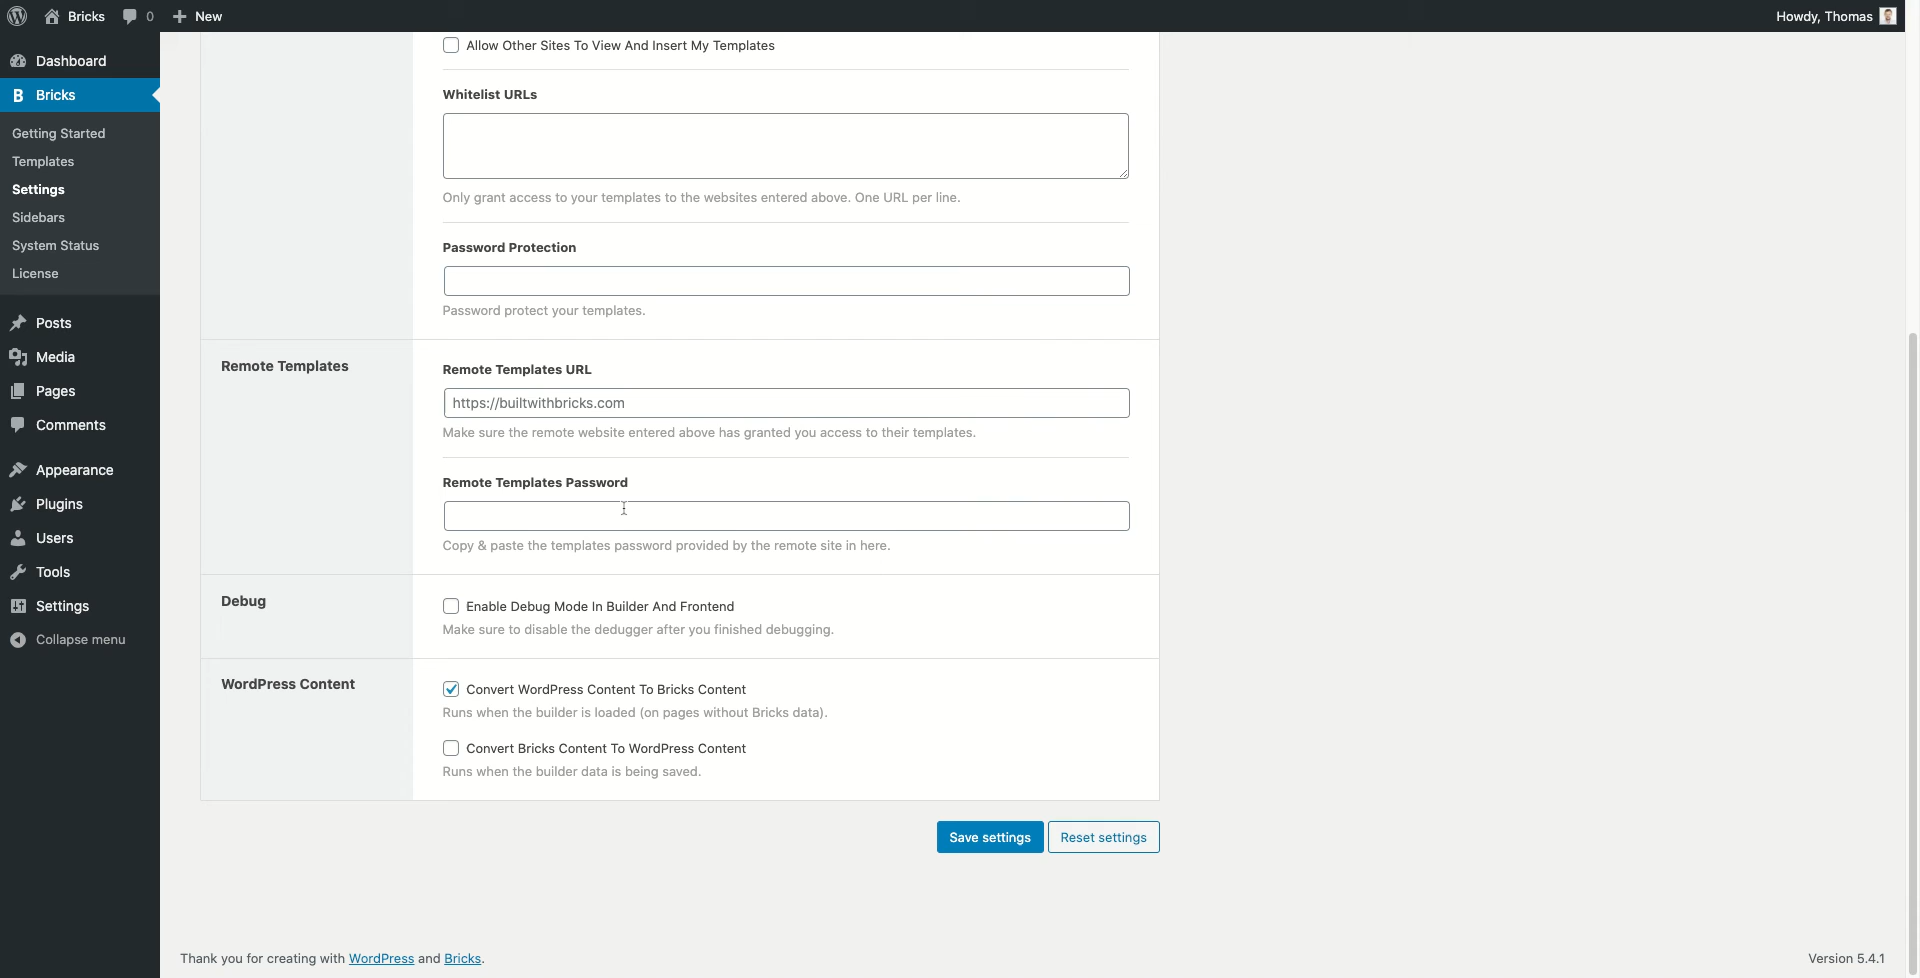 Bricks
0
New
Howdy, Thomas
Dashboard
Bricks
Getting Started
Templates
Settings
Sidebars
System Status
License
Posts
Media
Pages
Comments
Appearance
Plugins
Users
Tools
Settings
Collapse menu
Allow Other Sites To View And Insert My Templates
Whitelist URLs
Only grant access to your templates to the websites entered above. One URL per line.
Password Protection
Password protect your templates.
Remote Templates
Remote Templates URL
https://builtwithbricks.com
Make sure the remote website entered above has granted you access to their templates.
Remote Templates Password
Copy & paste the templates password provided by the remote site in here.
Debug
Enable Debug Mode In Builder And Frontend
Make sure to disable the dedugger after you finished debugging.
WordPress Content
Convert WordPress Content To Bricks Content
Runs when the builder is loaded (on pages without Bricks data).
Convert Bricks Content To WordPress Content
Runs when the builder data is being saved.
Save settings
Reset settings
Thank you for creating with WordPress and Bricks.
Version 5.4.1